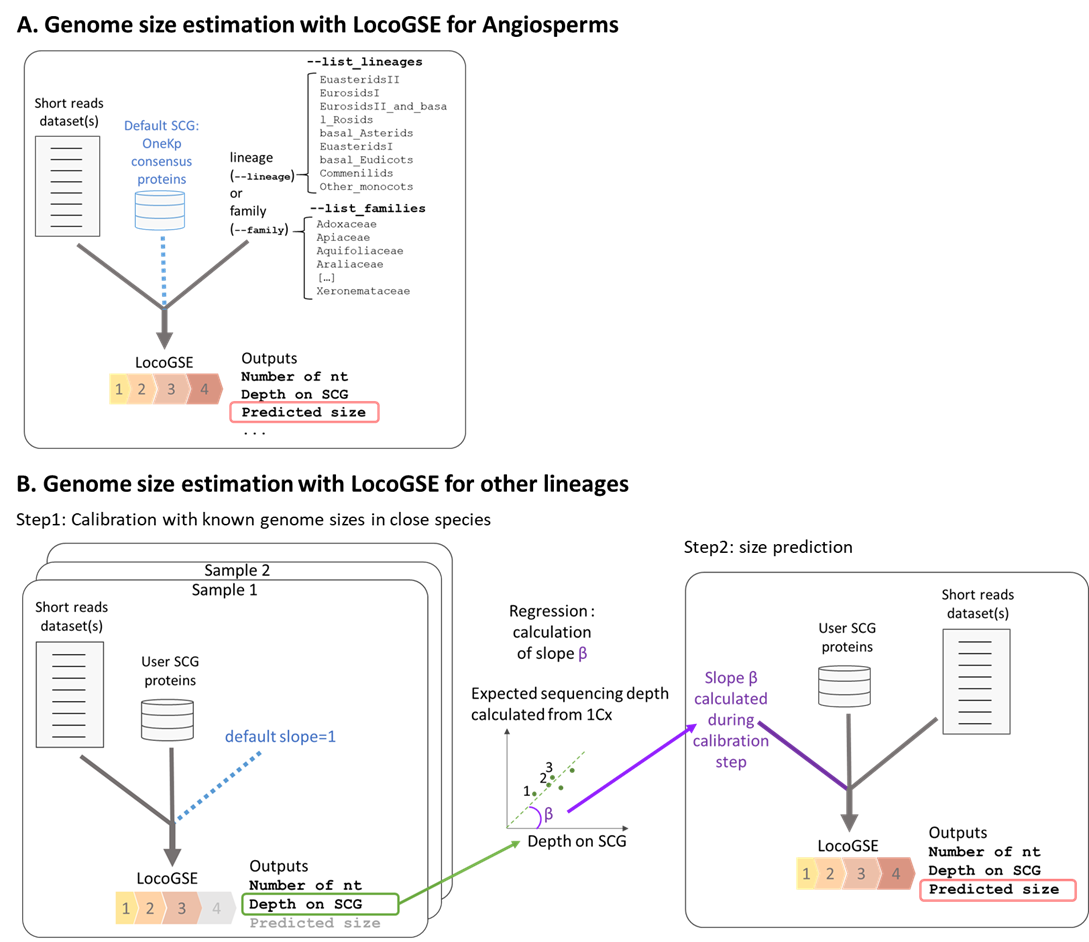 A. Genome size estimation with LocoGSE for Angiosperms
Short reads
dataset(s)
Default SCG:
OneKp
consensus
proteins
lineage
(--lineage)
or
family
(--family)
--list_lineages
EuasteridsII
EurosidsI
EurosidsII_and_basa
l_Rosids
basal_Asterids
EuasteridsI
basal_Eudicots
Commenilids
Other_monocots
--list_families
Adoxaceae
Apiaceae
Aquifoliaceae
Araliaceae
[…]
Xeronemataceae
LocoGSE
1 2 3 4
Outputs
Number of nt
Depth on SCG
Predicted size
...
B. Genome size estimation with LocoGSE for other lineages
Step1: Calibration with known genome sizes in close species
Sample 2
Sample 1
Short reads
dataset(s)
User SCG
proteins
default slope=1
LocoGSE
1 2 3 4
Outputs
Number of nt
Depth on SCG
Predicted size
Regression :
calculation
of slope β
Expected sequencing depth
calculated from 1Cx
1
2
3
β
Depth on SCG
Step2: size prediction
Slope β
calculated
during
calibration
step
User SCG
proteins
Short reads
dataset(s)
LocoGSE
1 2 3 4
Outputs
Number of nt
Depth on SCG
Predicted size